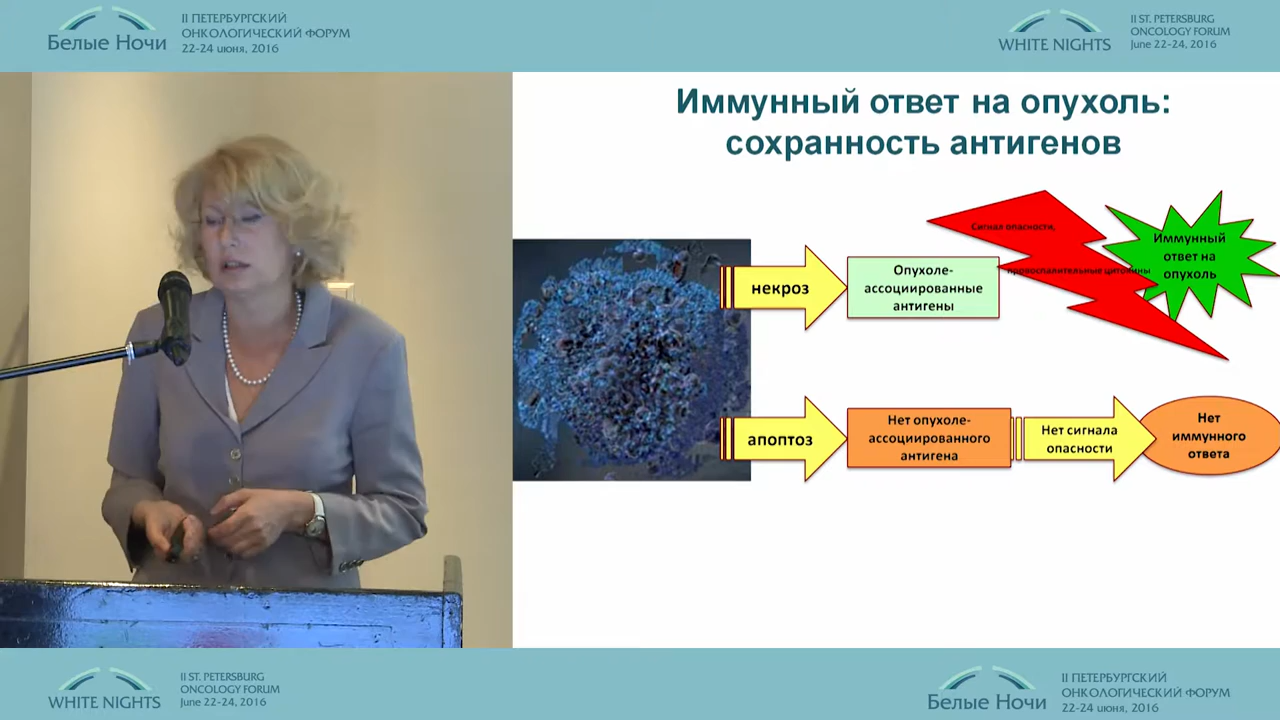 Белые Ночи
II ПЕТЕРБУРГСКИЙ
ОНКОЛОГИЧЕСКИЙ ФОРУМ
22-24 июня, 2016
WHITE NIGHTS
II ST. PETERSBURG
ONCOLOGY FORUM
June 22-24, 2016
Иммунный ответ на опухоль:
сохранность антигенов
некроз
Опухоле-
ассоциированные
антигены
Сигнал опасности,
провоспалительные цитокины
Иммунный
ответ на
опухоль
апоптоз
Нет опухоле-
ассоциированного
антигена
Нет сигнала
опасности
Нет
иммунного
ответа
WHITE NIGHTS
II ST. PETERSBURG
ONCOLOGY FORUM
June 22-24, 2016
Белые Ночи
II ПЕТЕРБУРГСКИЙ
ОНКОЛОГИЧЕСКИЙ ФОРУМ
22-24 июня, 2016